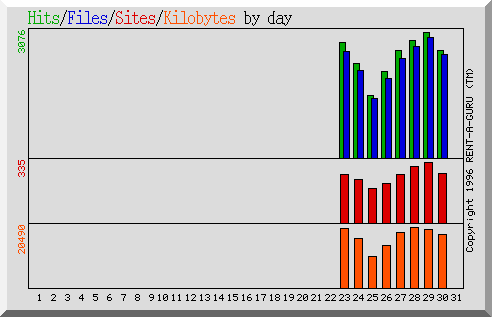 Hits/Files/Sites/Kilobytes by day
3076
335
20490
Copyright 1996 RENT-A-GURU (TM)
1 2 3 4 5 6 7 8 9 10 11 12 13 14 15 16 17 18 19 20 21 22 23 24 25 26 27 28 29 30 31